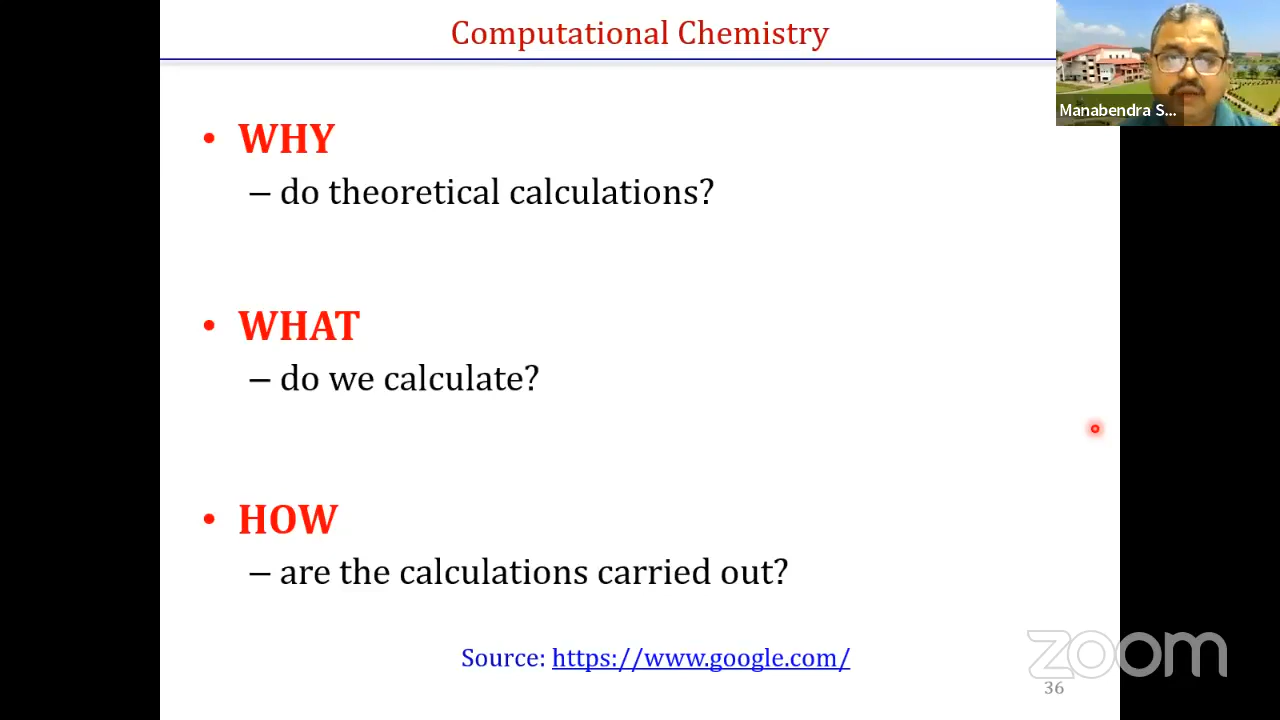 Computational Chemistry
Manabendra S...
• WHY
– do theoretical calculations?
• WHAT
– do we calculate?
• HOW
– are the calculations carried out?
Source: https://www.google.com/
zoom
36